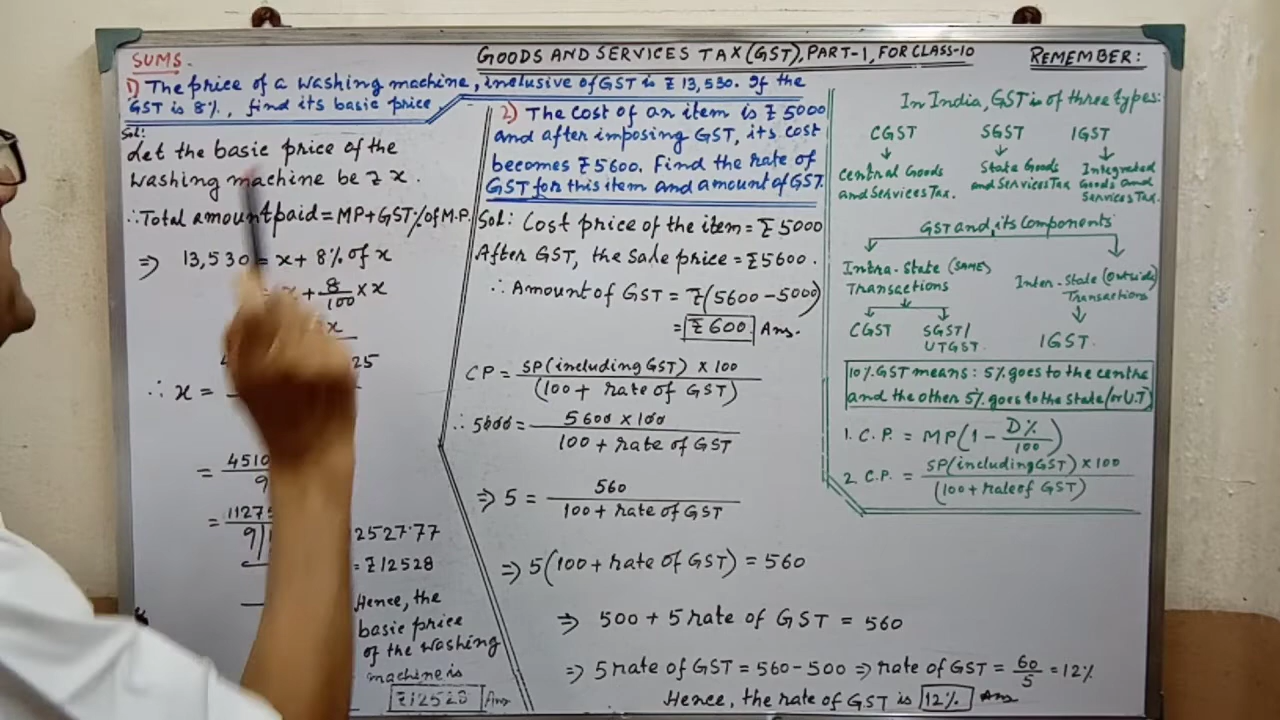 GOODS AND SERVICES TAX (GST), PART-1, FOR CLASS-10
SUMS.
1) The price of a washing machine, inclusive of GST is ₹ 13,530. If the
GST is 8%, find its basic price.
Sol:
Let the basic price of the
washing machine be ₹ x.
∴ Total amount paid = MP + GST% of M.P.
⇒ 13,530 = x + 8% of x
x + 8/100 × x
x
25
∴ x =
= 4510
9
= 11275
9
2527.77
= ₹12528
Hence, the
basic price
of the washing
machine is
₹12528 Ans
2) The cost of an item is ₹ 5000
and after imposing GST, its cost
becomes ₹ 5600. Find the rate of
GST for this item and amount of GST.
Sol: Cost price of the item = ₹ 5000
After GST, the sale price = ₹ 5600.
∴ Amount of GST = ₹ (5600 - 5000)
= ₹ 600. Ans.
CP = SP (including GST) × 100 / (100 + rate of GST)
∴ 5000 = 5600 × 100 / 100 + rate of GST
⇒ 5 = 560 / 100 + rate of GST
⇒ 5(100 + rate of GST) = 560
⇒ 500 + 5 rate of GST = 560
⇒ 5 rate of GST = 560 - 500 ⇒ rate of GST = 60/5 = 12%
Hence, the rate of GST is 12%. Ans
REMEMBER:
In India, GST is of three types:
CGST SGST IGST
↓ ↓ ↓
Central Goods and Services Tax.
State Goods and Services Tax
Integrated Goods and Services Tax.
GST and its Components
Intra-State (SAME) Transactions
Inter-State (Outside) Transactions
CGST SGST/UTGST. IGST.
10% GST means: 5% goes to the centre
and the other 5% goes to the state (or U.T)
1. C.P. = MP(1 - D%/100)
2. C.P. = SP (including GST) × 100 / (100 + rate of GST)